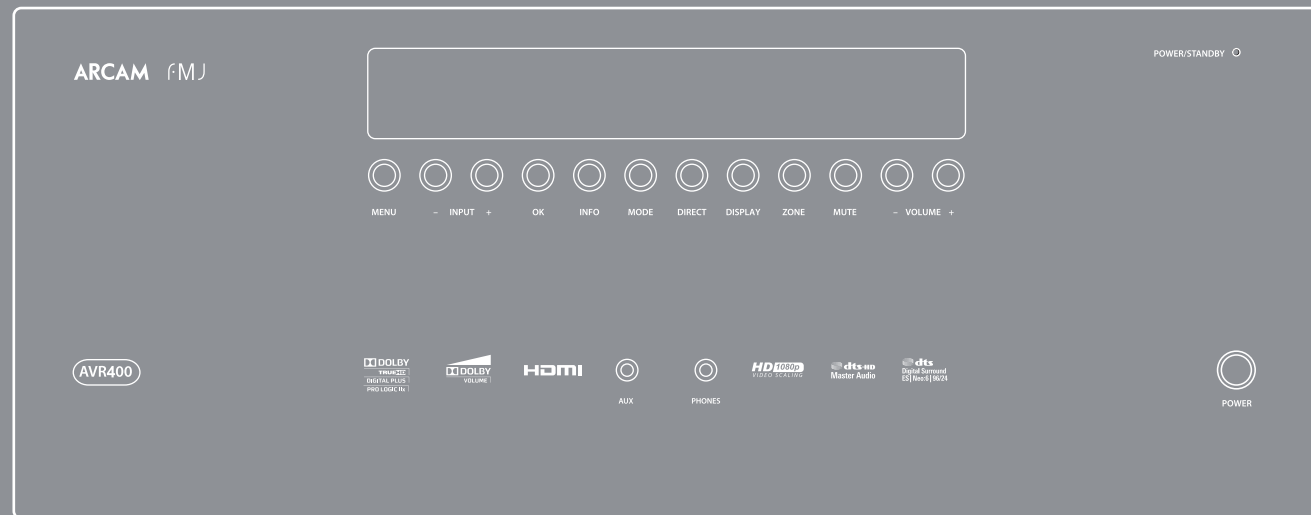 ARCAM FMJ
POWER/STANDBY
MENU – INPUT + OK INFO MODE DIRECT DISPLAY ZONE MUTE – VOLUME +
AVR400
DOLBY
TRUEHD
DIGITAL PLUS
PRO LOGIC IIx
DOLBY
VOLUME
HDMI
AUX
PHONES
HD 1080p
VIDEO SCALING
dts-HD
Master Audio
dts
Digital Surround
ES | Neo:6 | 96/24
POWER